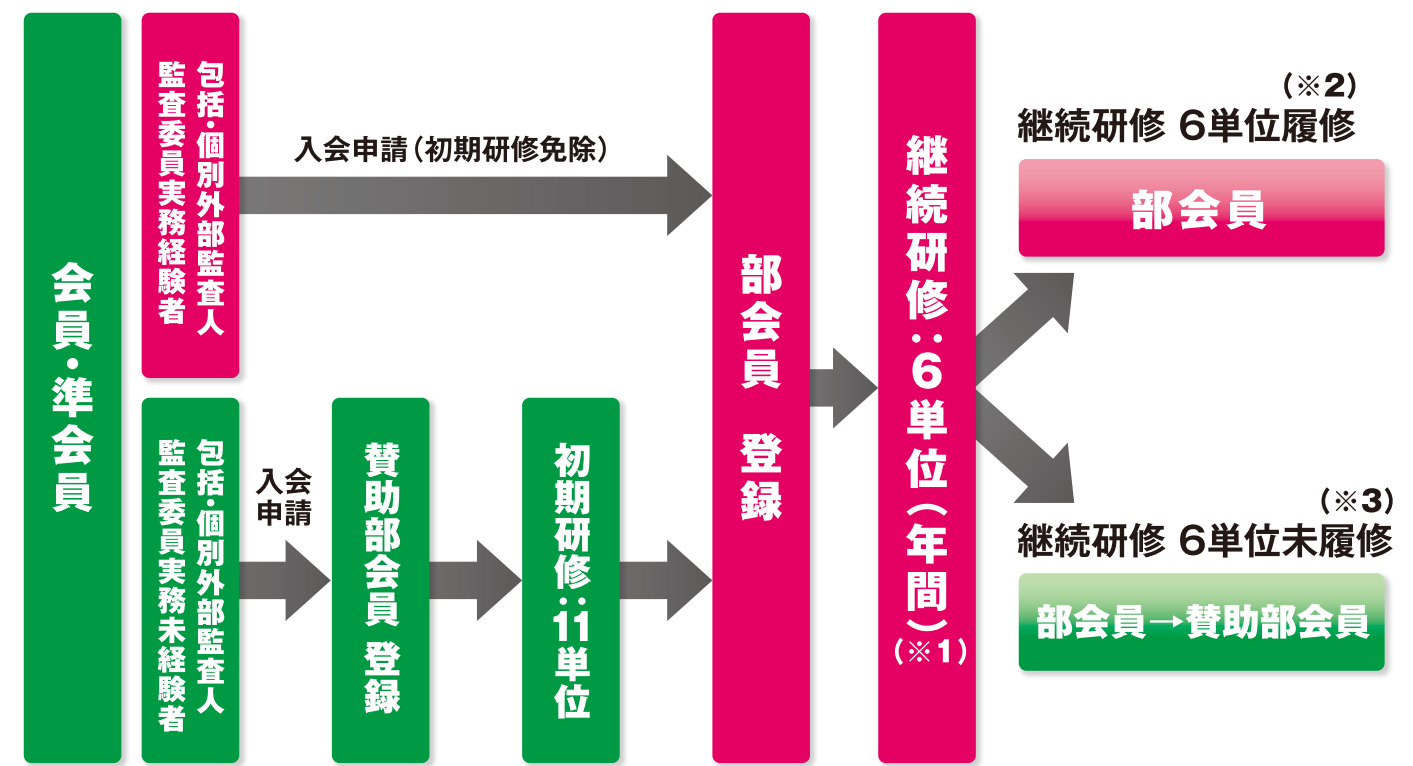 会員・準会員
包括・個別外部監査人
監査委員実務経験者
入会申請（初期研修免除）
包括・個別外部監査人
監査委員実務未経験者
入会
申請
賛助部会員 登録
初期研修：11単位
部会員 登録
継続研修：6単位（年間）
（※1）
（※2）
継続研修 6単位履修
部会員
（※3）
継続研修 6単位未履修
部会員→賛助部会員